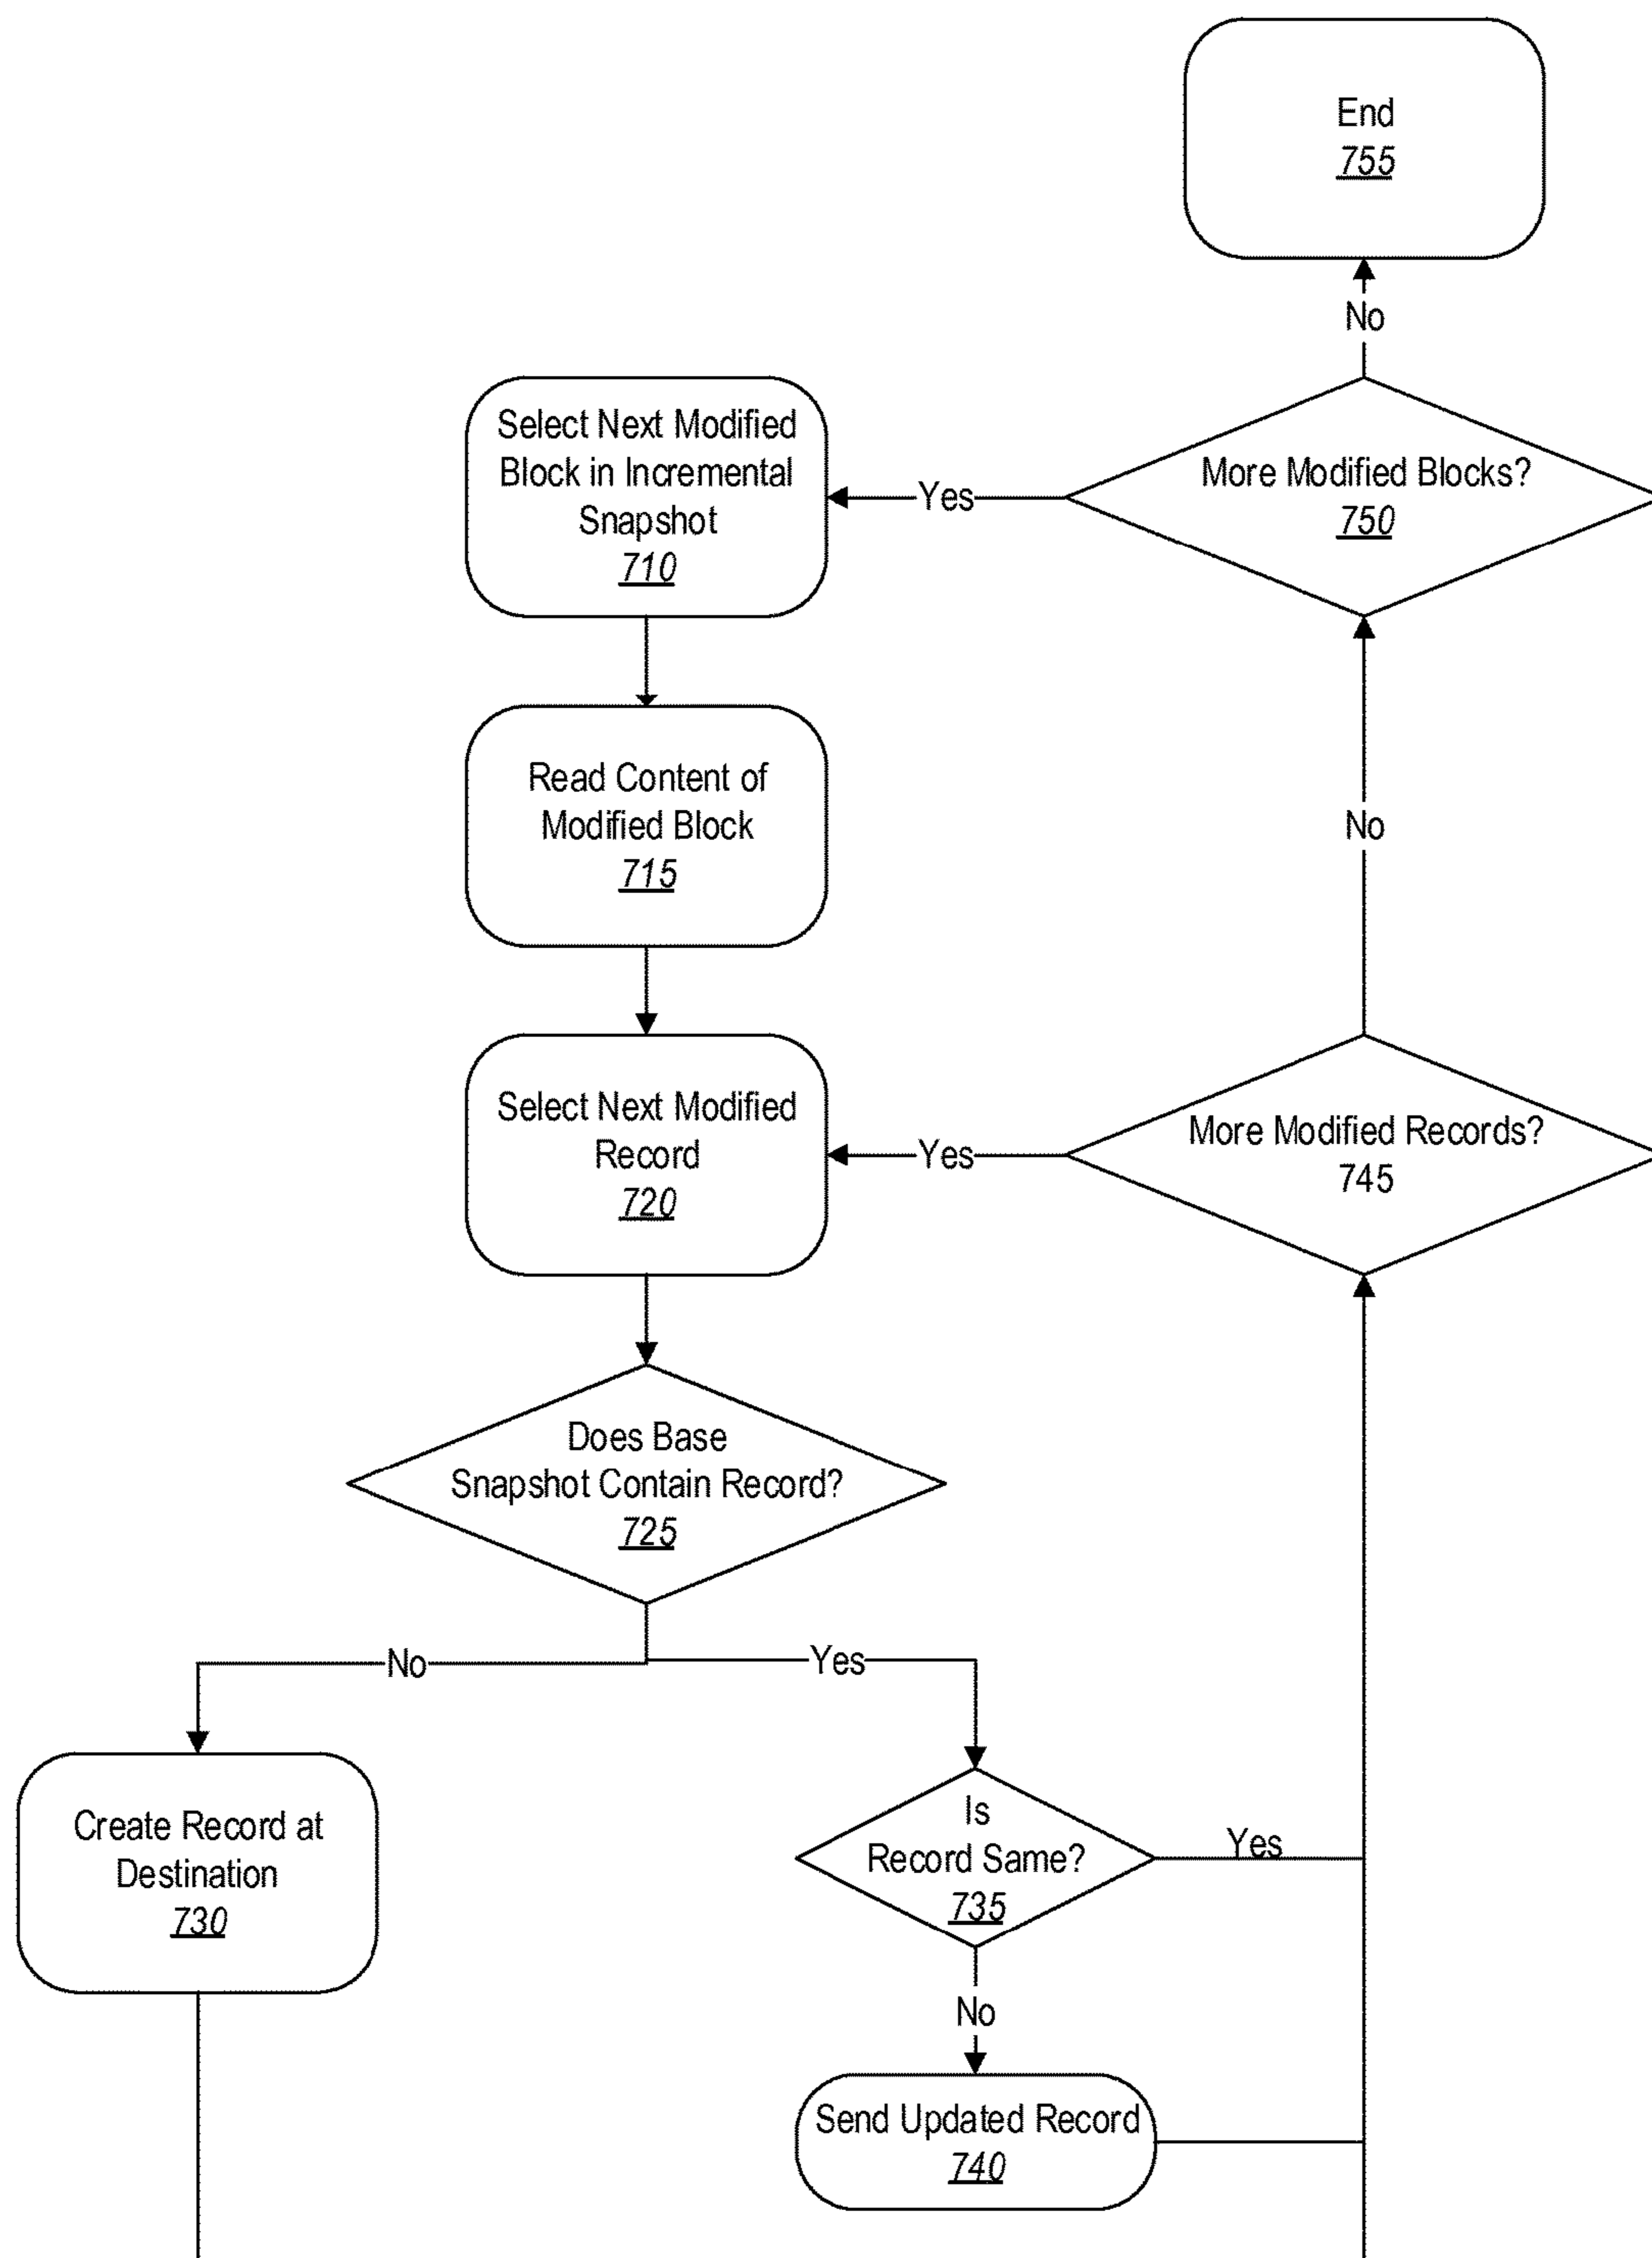 End
755
No
Select Next Modified
Block in Incremental
Snapshot
710
Yes
More Modified Blocks?
750
Read Content of
Modified Block
715
No
Select Next Modified
Record
720
Yes
More Modified Records?
745
Does Base
Snapshot Contain Record?
725
No
Yes
Create Record at
Destination
730
Is
Record Same?
735
Yes
No
Send Updated Record
740